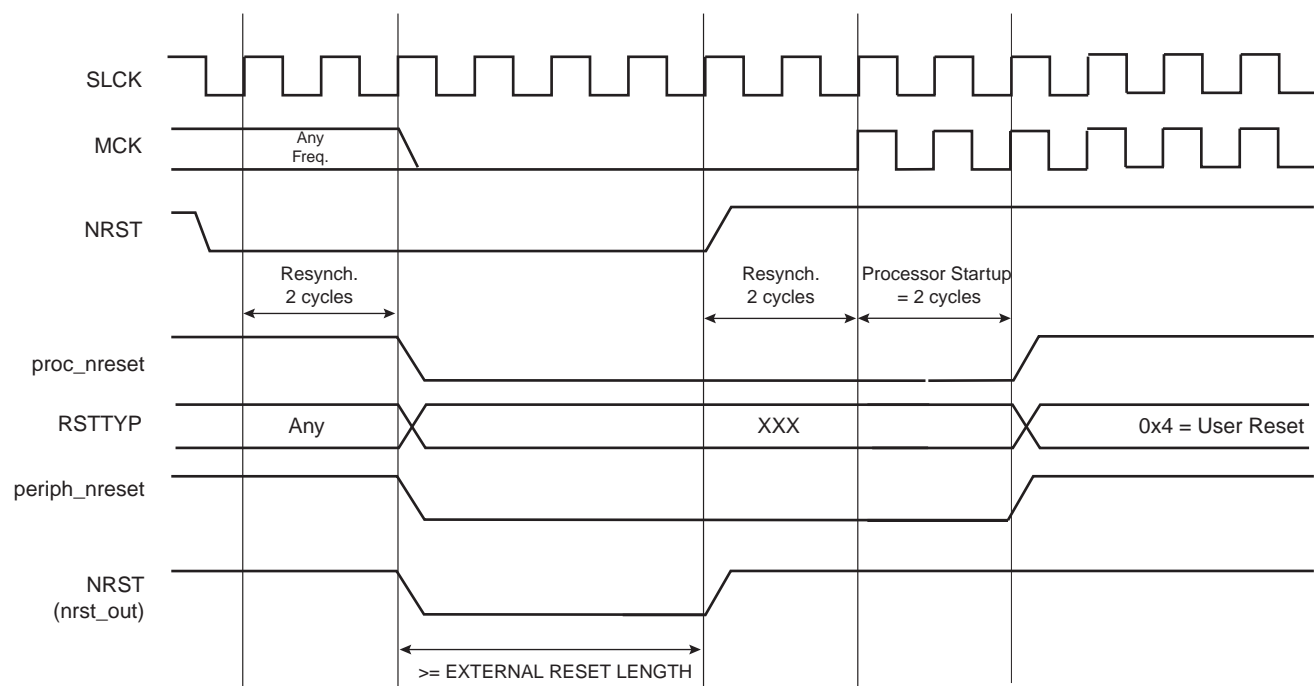 SLCK
MCK
Any
Freq.
NRST
Resynch.
2 cycles
Resynch.
2 cycles
Processor Startup
= 2 cycles
proc_nreset
RSTTYP
Any
XXX
0x4 = User Reset
periph_nreset
NRST
(nrst_out)
>= EXTERNAL RESET LENGTH